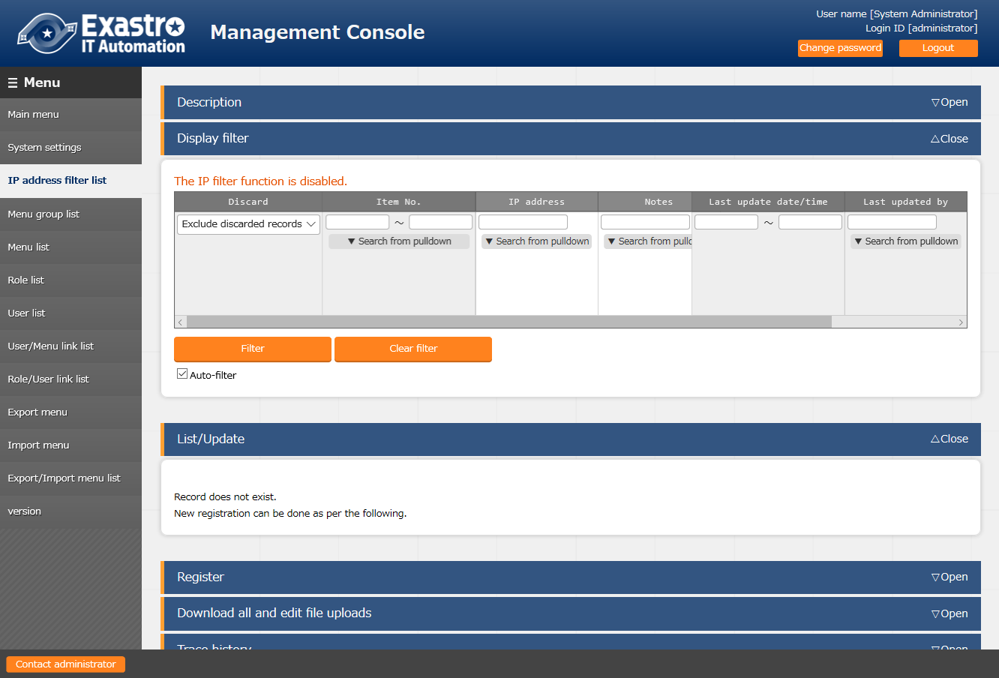 Exastro
IT Automation
Management Console
User name [System Administrator]
Login ID [administrator]
Change password
Logout
☰ Menu
Main menu
System settings
IP address filter list
Menu group list
Menu list
Role list
User list
User/Menu link list
Role/User link list
Export menu
Import menu
Export/Import menu list
version
Description
▽Open
Display filter
△Close
The IP filter function is disabled.
Discard
Item No.
IP address
Notes
Last update date/time
Last updated by
Exclude discarded records
～
～
▼ Search from pulldown
▼ Search from pulldown
▼ Search from pulld
▼ Search from pulldown
Filter
Clear filter
Auto-filter
List/Update
△Close
Record does not exist.
New registration can be done as per the following.
Register
▽Open
Download all and edit file uploads
▽Open
Trace history
▽Open
Contact administrator